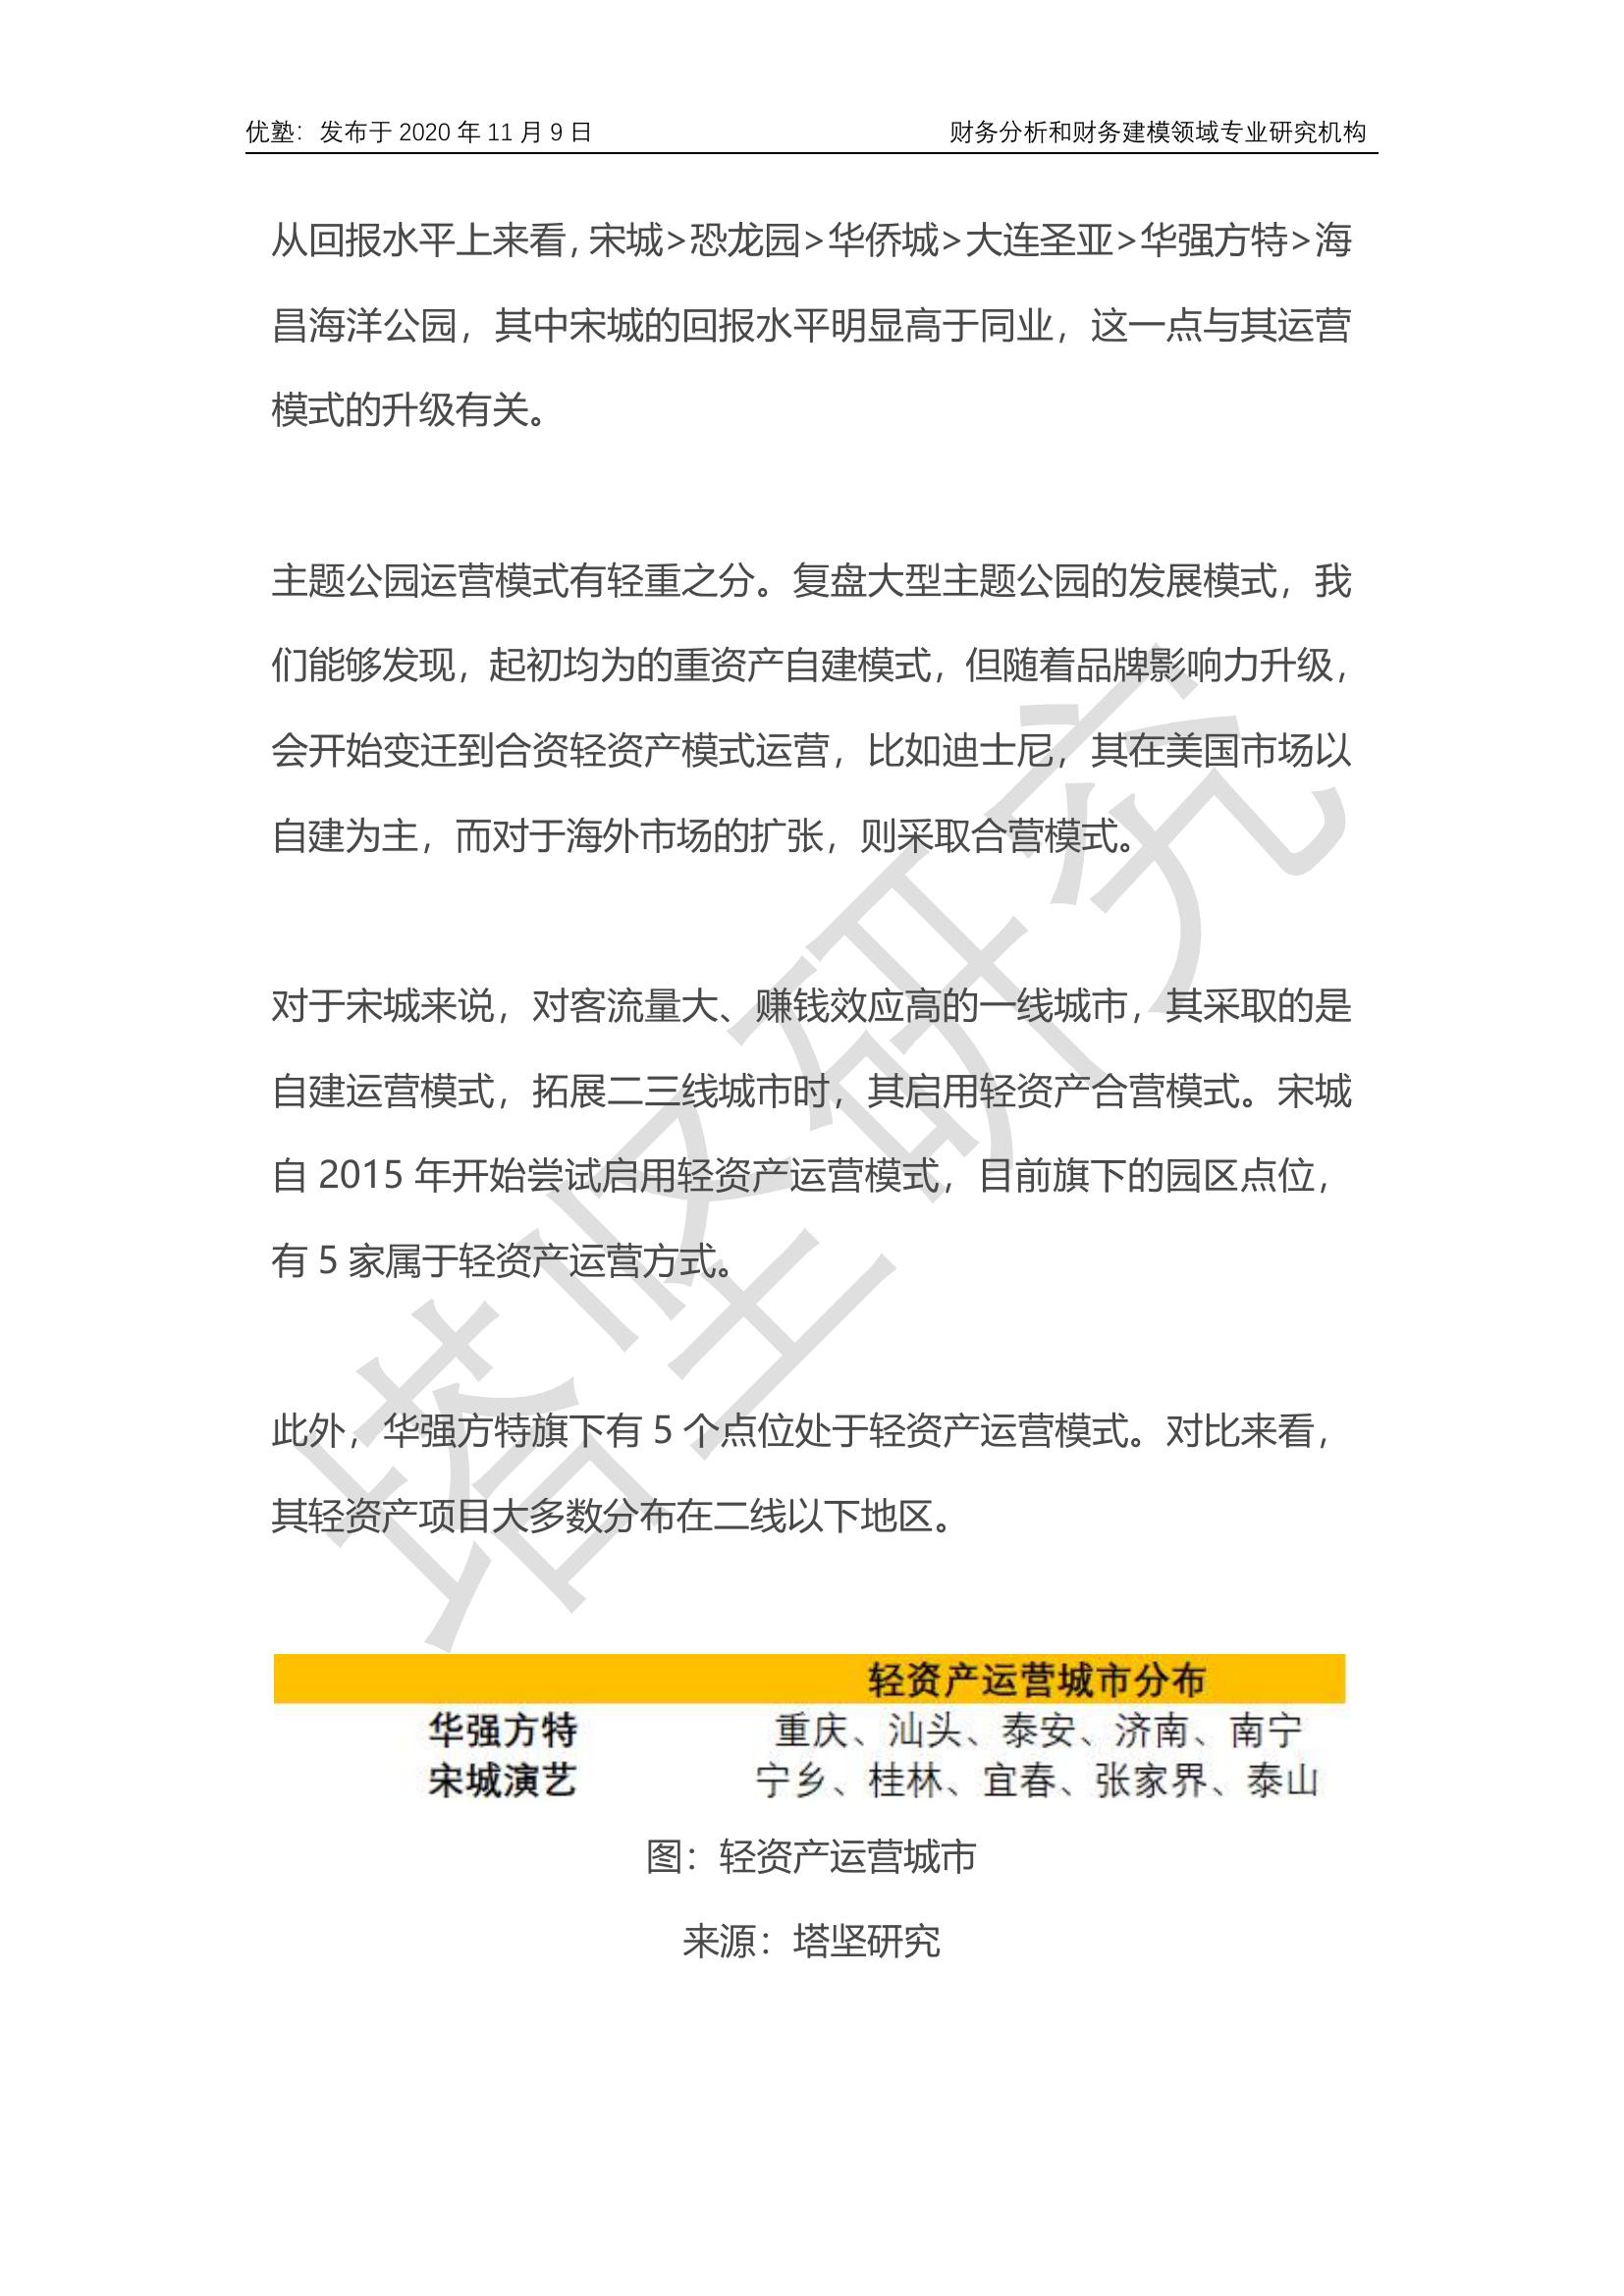 优塾：发布于 2020 年 11 月 9 日 财务分析和财务建模领域专业研究机构
从回报水平上来看，宋城>恐龙园>华侨城>大连圣亚>华强方特>海
昌海洋公园，其中宋城的回报水平明显高于同业，这一点与其运营
模式的升级有关。
主题公园运营模式有轻重之分。复盘大型主题公园的发展模式，我
们能够发现，起初均为的重资产自建模式，但随着品牌影响力升级，
会开始变迁到合资轻资产模式运营，比如迪士尼，其在美国市场以
自建为主，而对于海外市场的扩张，则采取合营模式。
对于宋城来说，对客流量大、赚钱效应高的一线城市，其采取的是
自建运营模式，拓展二三线城市时，其启用轻资产合营模式。宋城
自 2015 年开始尝试启用轻资产运营模式，目前旗下的园区点位，
有 5 家属于轻资产运营方式。
此外，华强方特旗下有 5 个点位处于轻资产运营模式。对比来看，
其轻资产项目大多数分布在二线以下地区。
轻资产运营城市分布
华强方特 重庆、汕头、泰安、济南、南宁
宋城演艺 宁乡、桂林、宜春、张家界、泰山
图：轻资产运营城市
来源：塔坚研究
塔坚研究